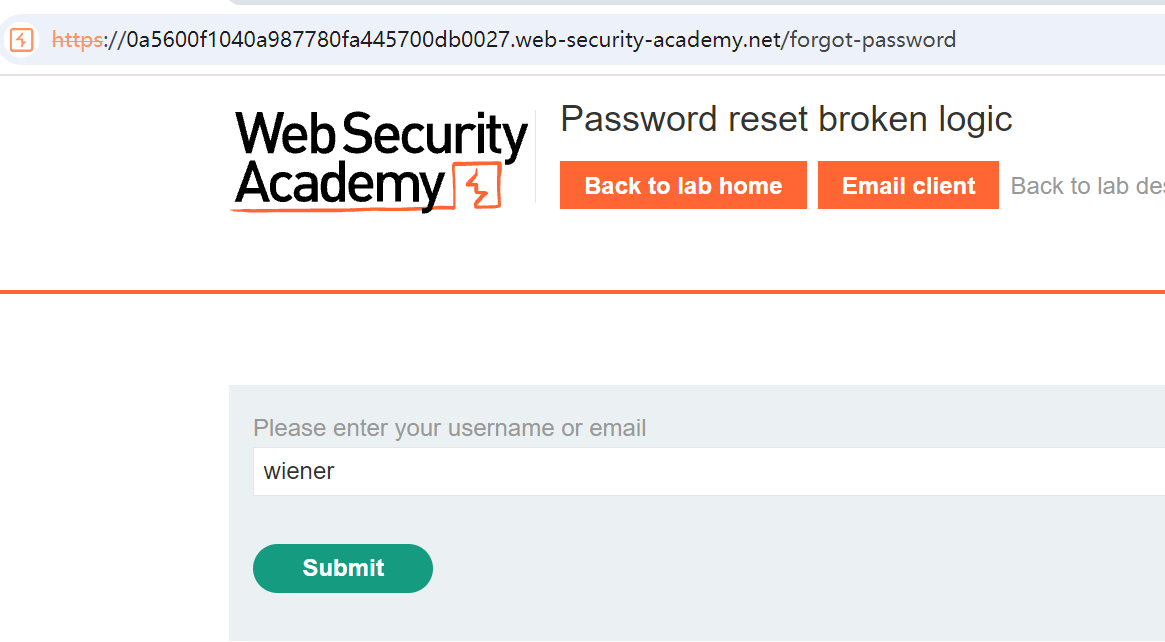 https://0a5600f1040a987780fa445700db0027.web-security-academy.net/forgot-password
Web Security
Academy
Password reset broken logic
Back to lab home Email client Back to lab des
Please enter your username or email
wiener
Submit